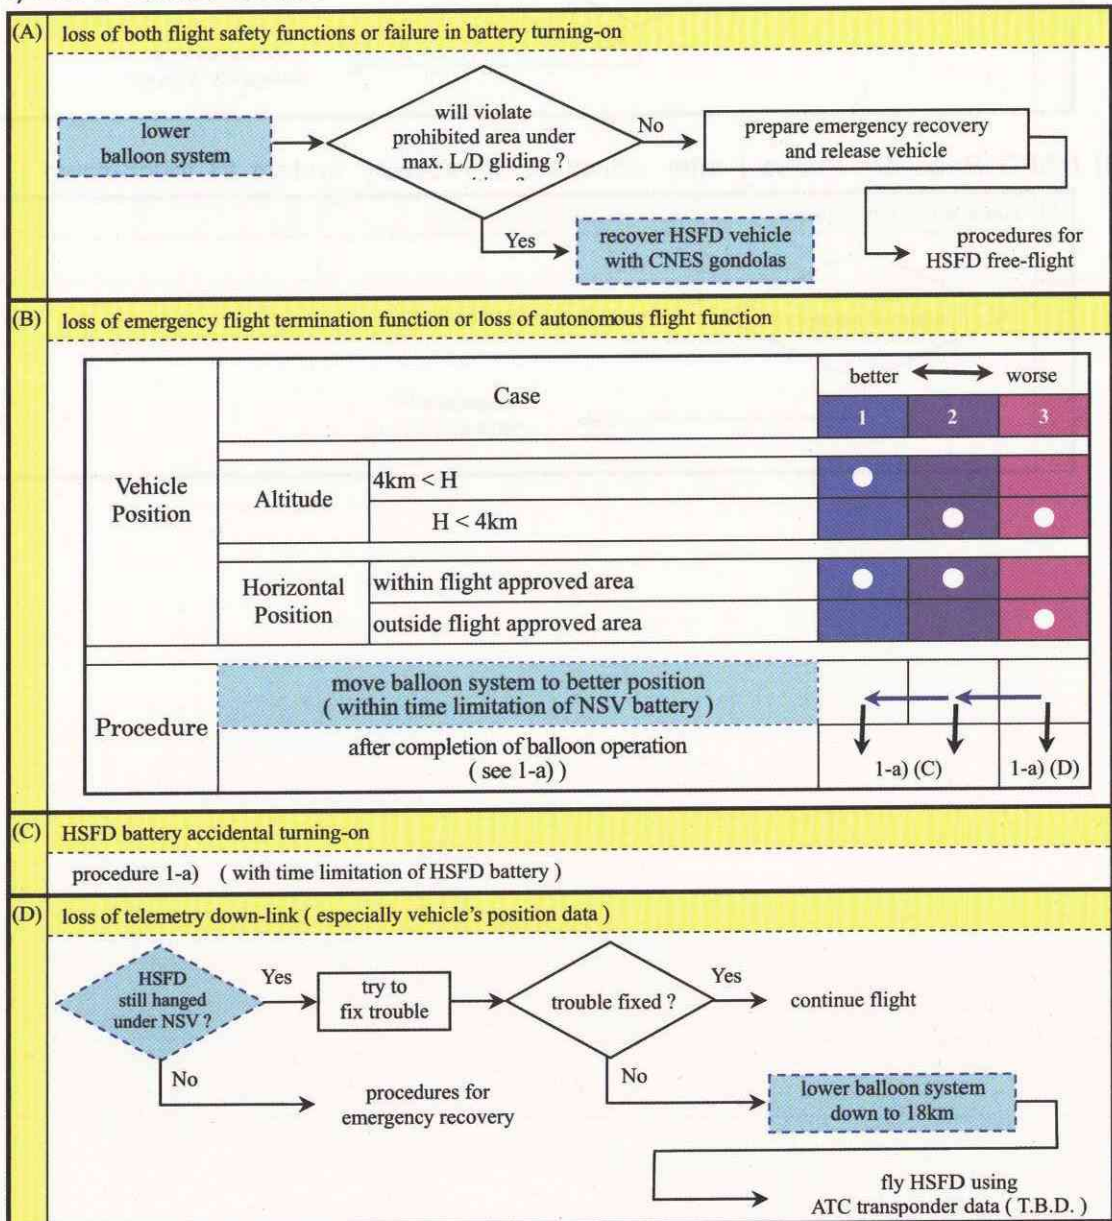 (A) loss of both flight safety functions or failure in battery turning-on
lower
balloon system
will violate
prohibited area under
max. L/D gliding ?
No
prepare emergency recovery
and release vehicle
Yes
recover HSFD vehicle
with CNES gondolas
procedures for
HSFD free-flight
(B) loss of emergency flight termination function or loss of autonomous flight function
Case
better worse
1 2 3
Vehicle
Position
Altitude
4km < H
H < 4km
Horizontal
Position
within flight approved area
outside flight approved area
Procedure
move balloon system to better position
( within time limitation of NSV battery )
after completion of balloon operation
( see 1-a) )
1-a) (C) 1-a) (D)
(C) HSFD battery accidental turning-on
procedure 1-a) ( with time limitation of HSFD battery )
(D) loss of telemetry down-link ( especially vehicle's position data )
HSFD
still hanged
under NSV ?
Yes
try to
fix trouble
trouble fixed ?
Yes
continue flight
No
procedures for
emergency recovery
No
lower balloon system
down to 18km
fly HSFD using
ATC transponder data ( T.B.D. )